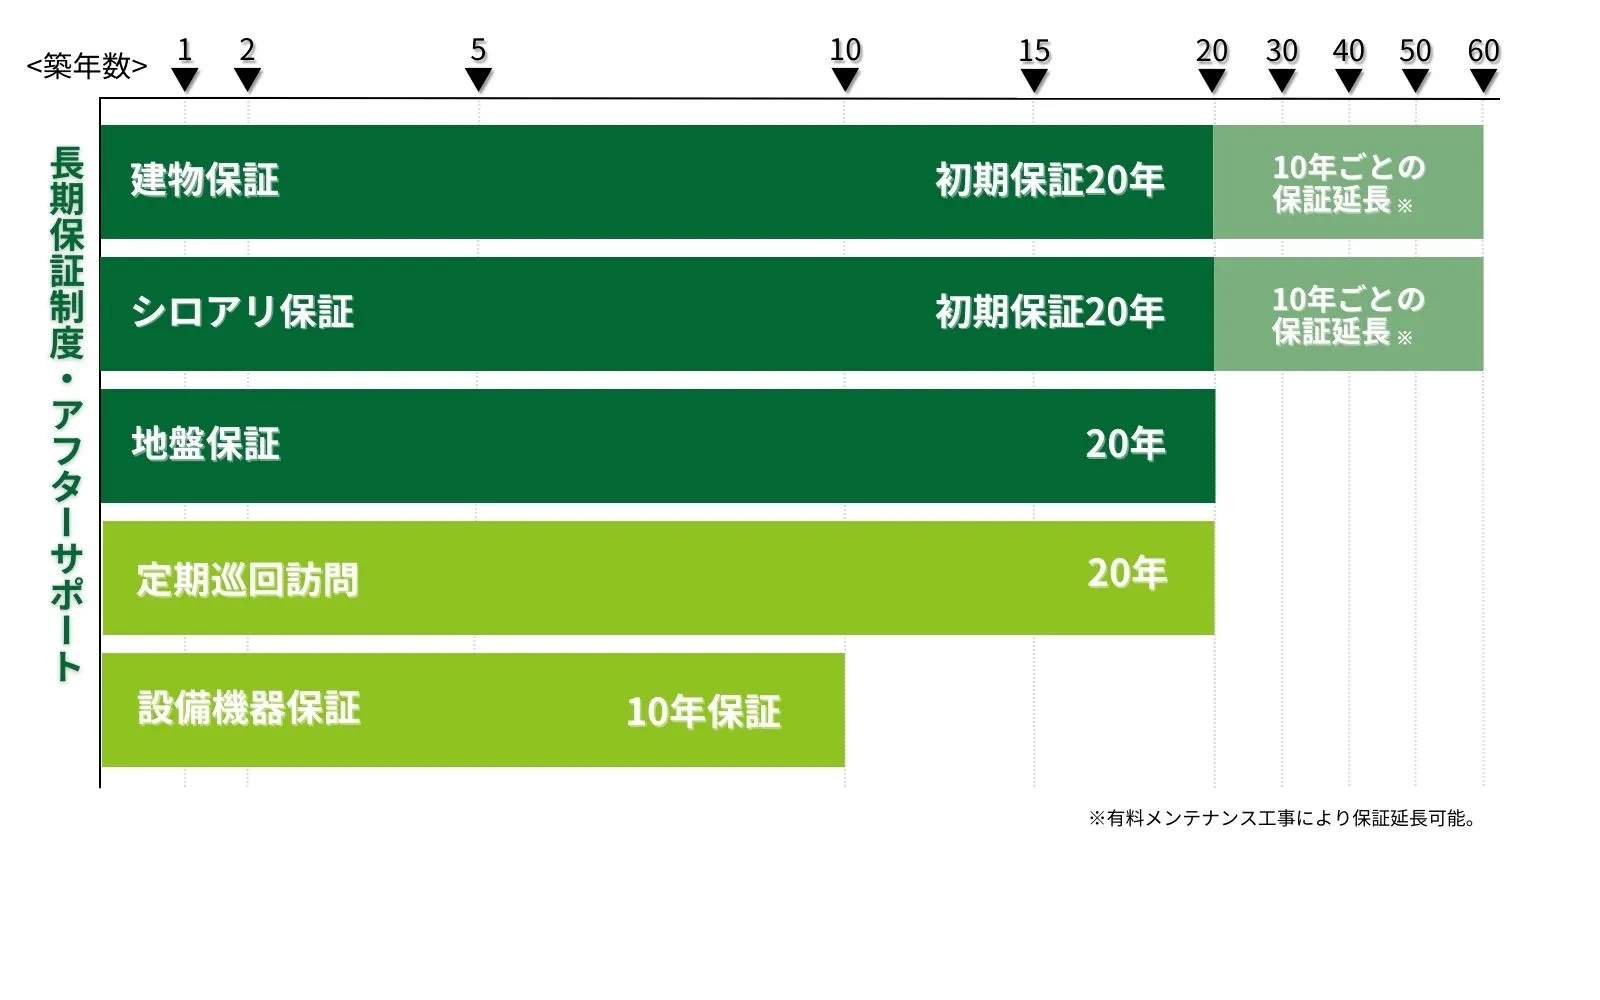 <築年数>
1 2 5 10 15 20 30 40 50 60
長期保証制度・アフターサポート
建物保証 初期保証20年 10年ごとの
保証延長※
シロアリ保証 初期保証20年 10年ごとの
保証延長※
地盤保証 20年
定期巡回訪問 20年
設備機器保証 10年保証
※有料メンテナンス工事により保証延長可能。